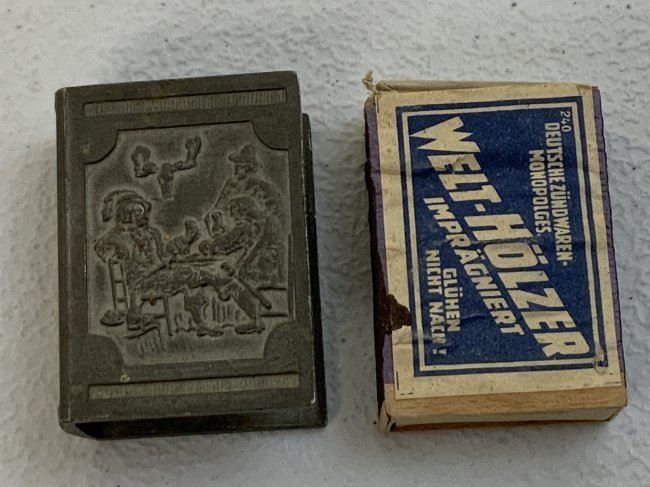 240
DEUTSCHE ZÜNDWAREN-
MONOPOLGES.
WELT-HÖLZER
IMPRÄGNIERT
GLÜHEN
NICHT NACH!